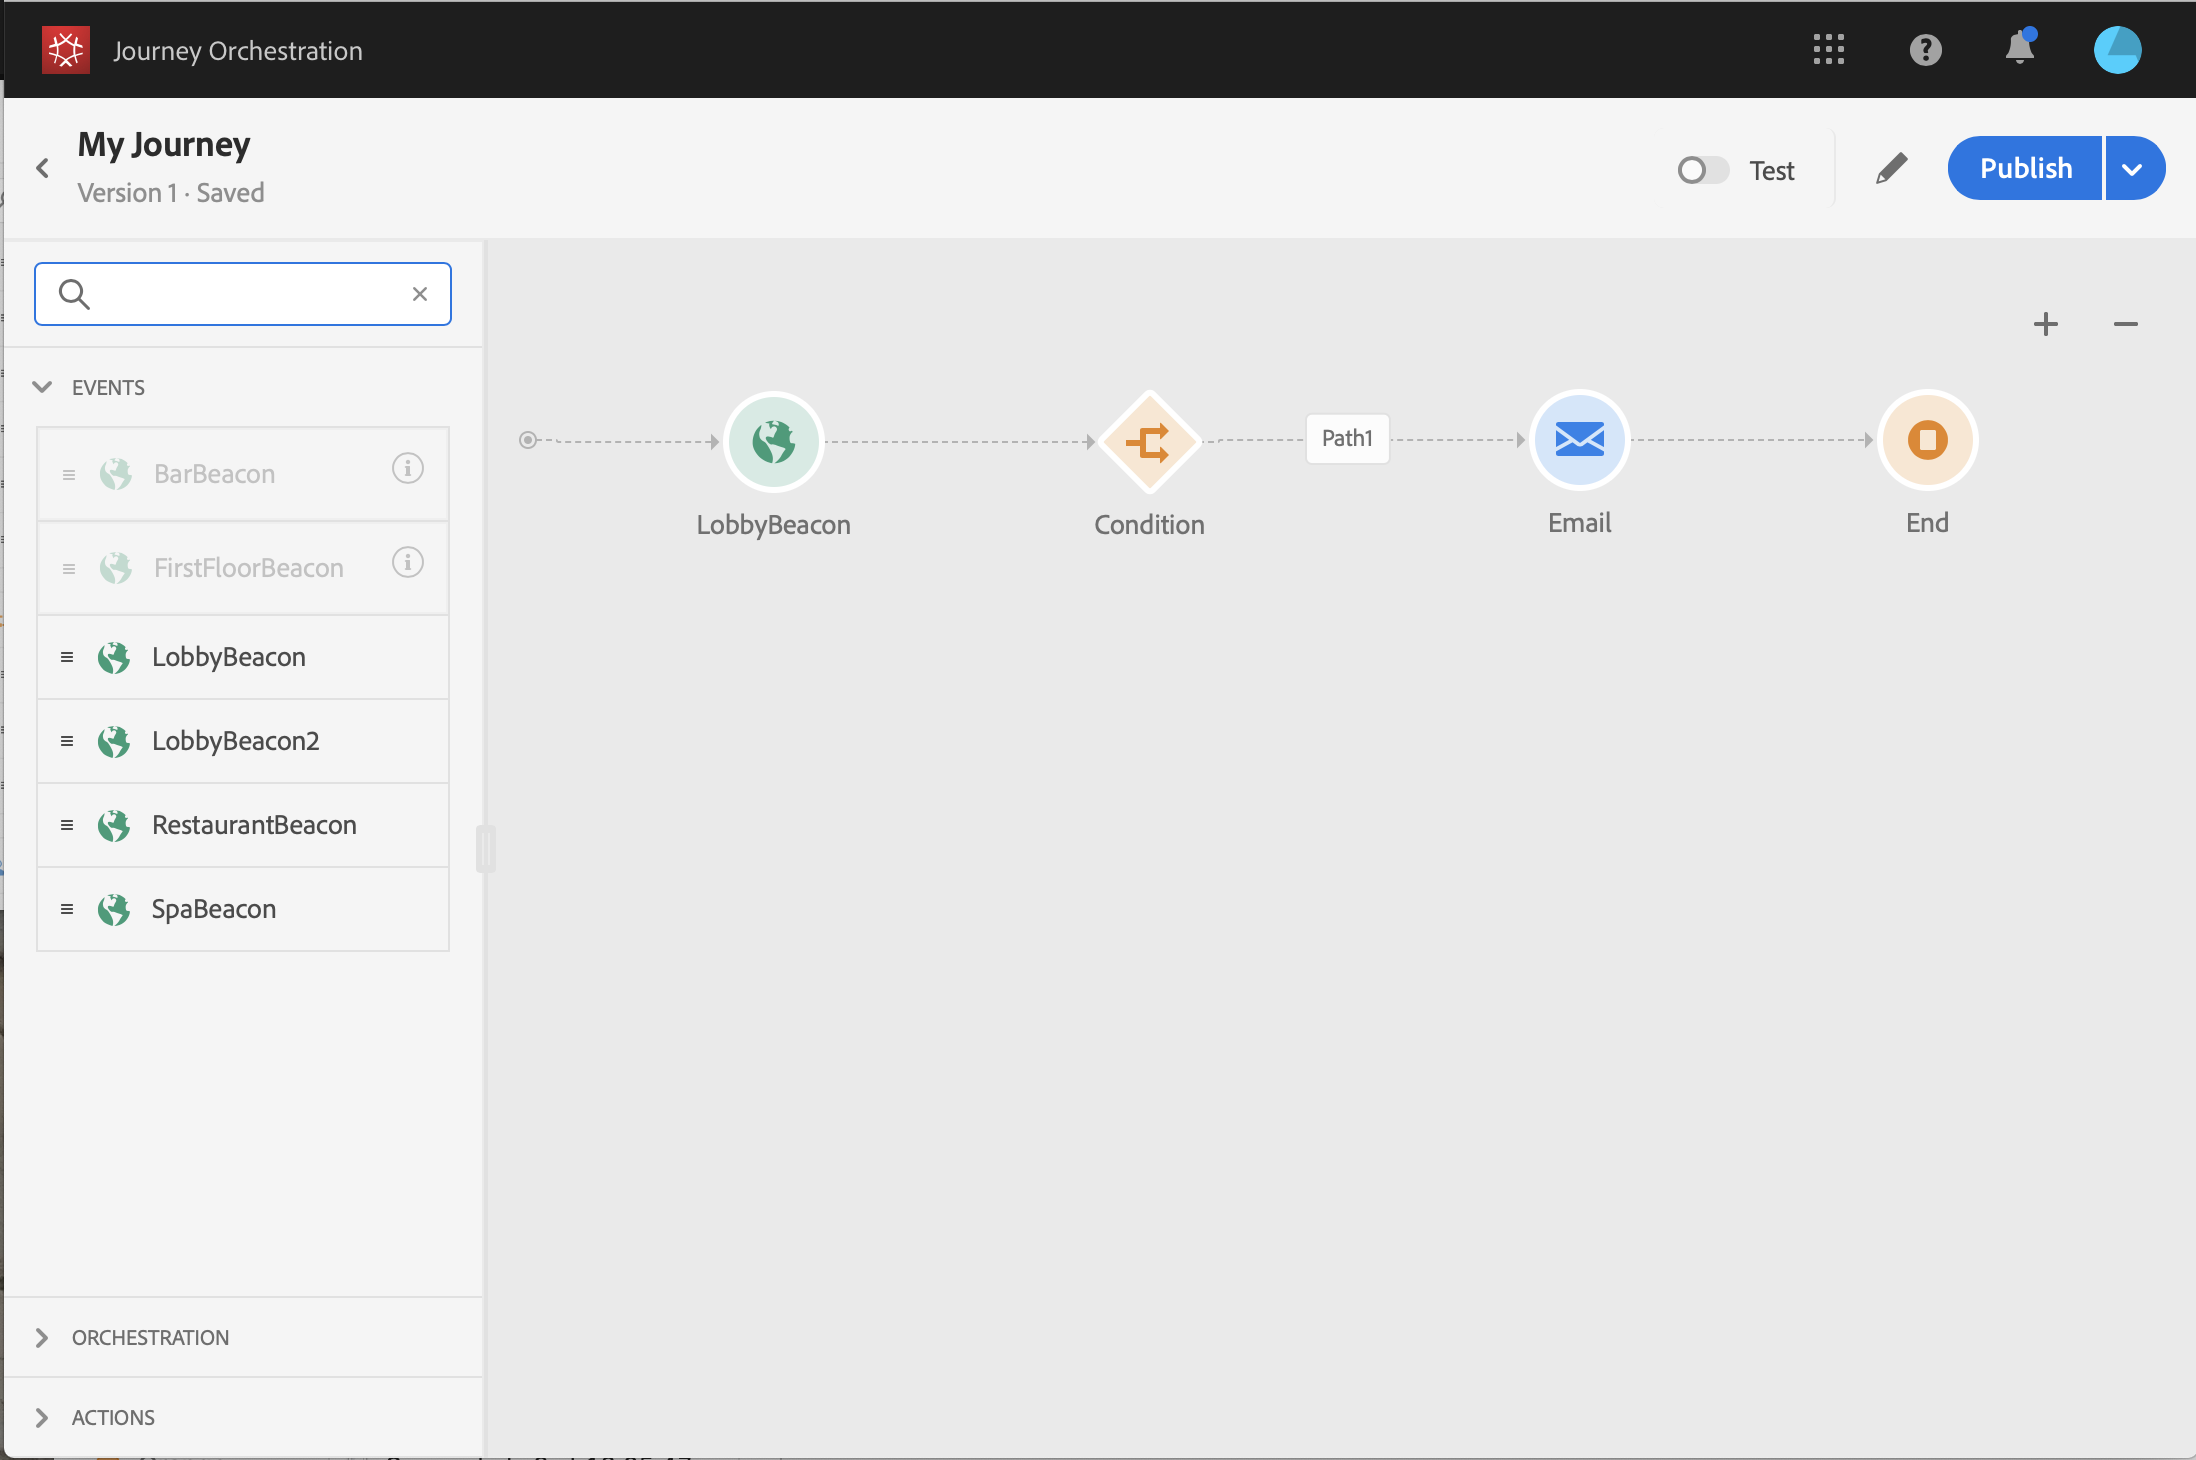 Journey Orchestration
My Journey
Version 1 · Saved
Test
Publish
EVENTS
BarBeacon
FirstFloorBeacon
LobbyBeacon
LobbyBeacon2
RestaurantBeacon
SpaBeacon
ORCHESTRATION
ACTIONS
LobbyBeacon
Condition
Path1
Email
End